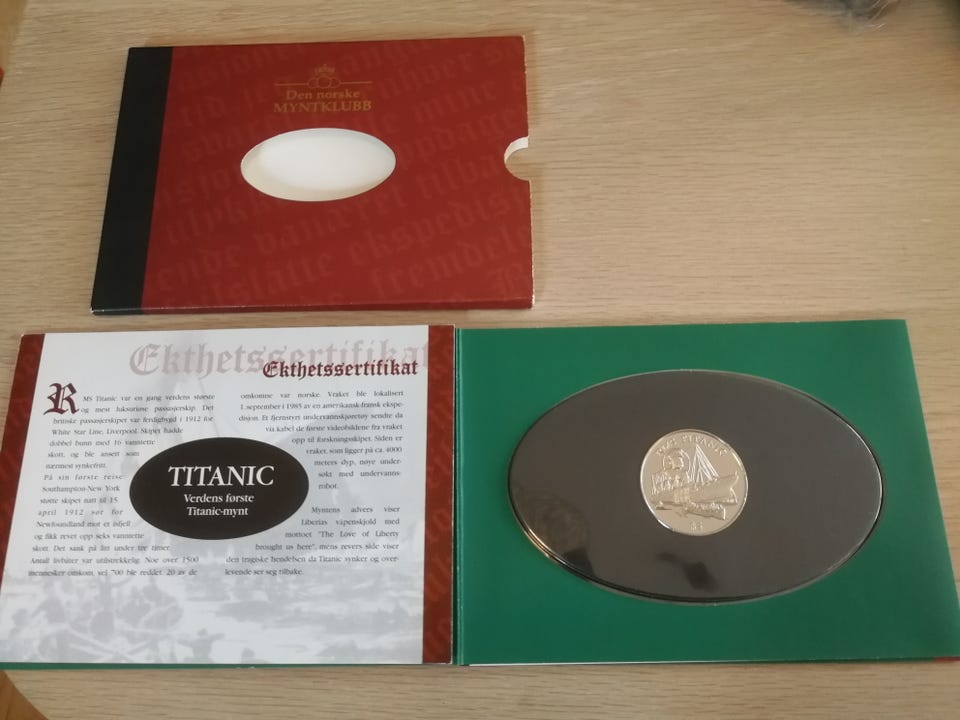 Den norske
MYNTKLUBB
Ekthetssertifikat
Ekthetssertifikat
RMS Titanic var en gang verdens største
og mest luksuriøse passasjerskip. Det
britiske passasjerskipet var ferdigbygd i 1912 for
White Star Line, Liverpool. Skipet hadde
dobbel bunn med 16 vanntette
skott, og ble ansett som
nærmest synkefritt.
På sin første reise
Southampton-New York
støtte skipet natt til 15.
april 1912 sør for
Newfoundland mot et isfjell
og fikk revet opp seks vanntette
skott. Det sank på litt under tre timer.
Antall livbåter var utilstrekkelig. Noe over 1500
mennesker omkom, vel 700 ble reddet. 20 av de
TITANIC
Verdens første
Titanic-mynt
omkomne var norske. Vraket ble lokalisert
1. september i 1985 av en amerikansk-fransk ekspe-
disjon. Et fjernstyrt undervannskjøretøy sendte da
via kabel de første videobildene fra vraket
opp til forskningsskipet. Siden er
vraket, som ligger på ca. 4000
meters dyp, nøye under-
søkt med undervanns-
robot.
Myntens advers viser
Liberias våpenskjold med
mottoet "The Love of Liberty
brought us here", mens revers side viser
den tragiske hendelsen da Titanic synker og over-
levende ser seg tilbake.
R.M.S. TITANIC
$5